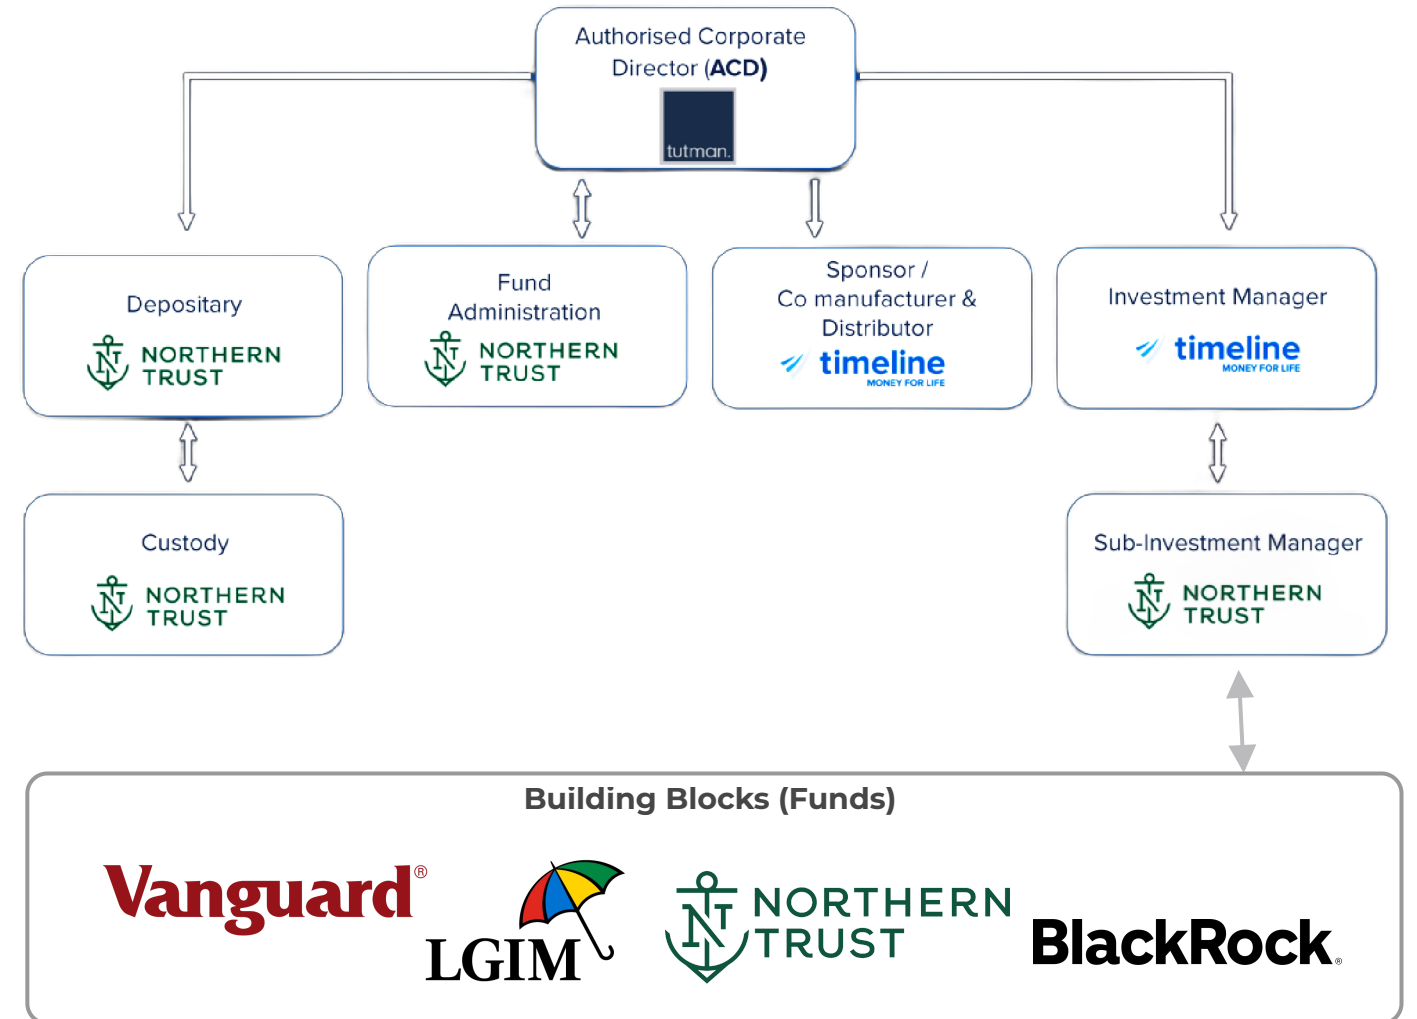 Authorised Corporate
Director (ACD)
tutman.
Depositary
NORTHERN
TRUST
Fund
Administration
NORTHERN
TRUST
Sponsor /
Co manufacturer &
Distributor
timeline
MONEY FOR LIFE
Investment Manager
timeline
MONEY FOR LIFE
Custody
NORTHERN
TRUST
Sub-Investment Manager
NORTHERN
TRUST
Building Blocks (Funds)
Vanguard®
LGIM
NORTHERN
TRUST
BlackRock®